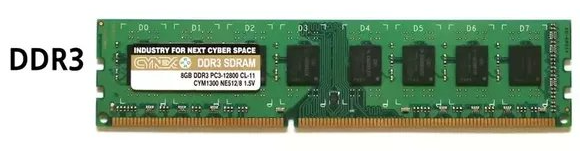 DDR3
D0 D1 D2 D3 D4 D5 D6 D7
INDUSTRY FOR NEXT CYBER SPACE
CYNEX DDR3 SDRAM
8GB DDR3 PC3-12800 CL-11
CYM1300 NE512/8 1.5V